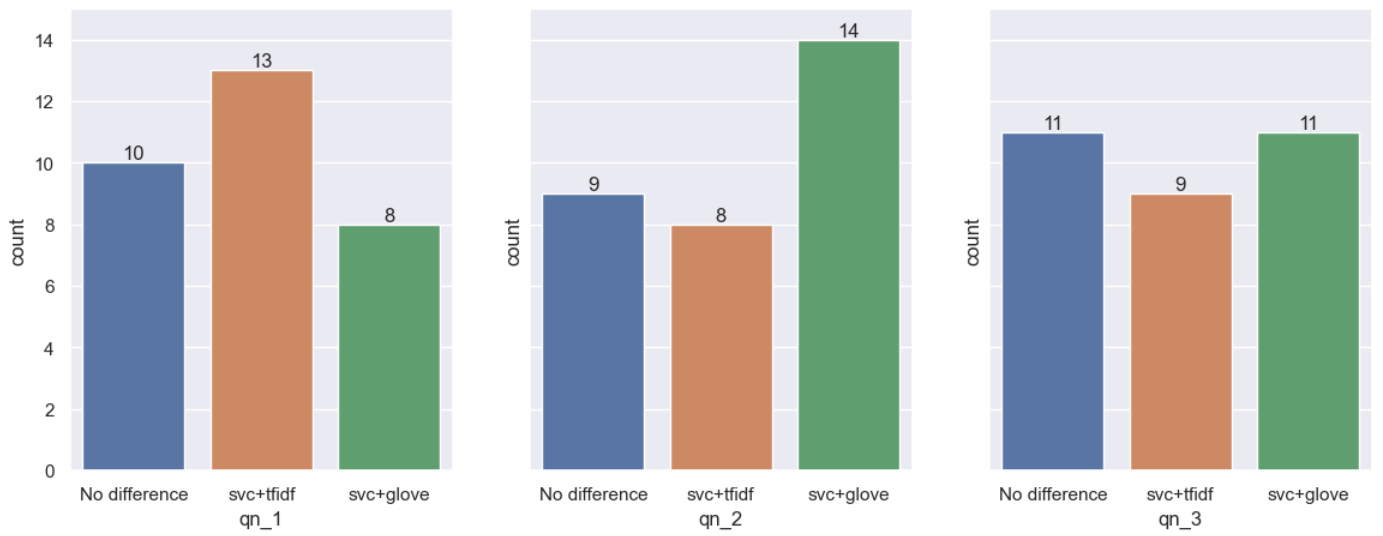 14
12
10
8
6
4
2
0
count
10
13
8
No difference
svc+tfidf
svc+glove
qn_1
count
9
8
14
No difference
svc+tfidf
svc+glove
qn_2
count
11
9
11
No difference
svc+tfidf
svc+glove
qn_3